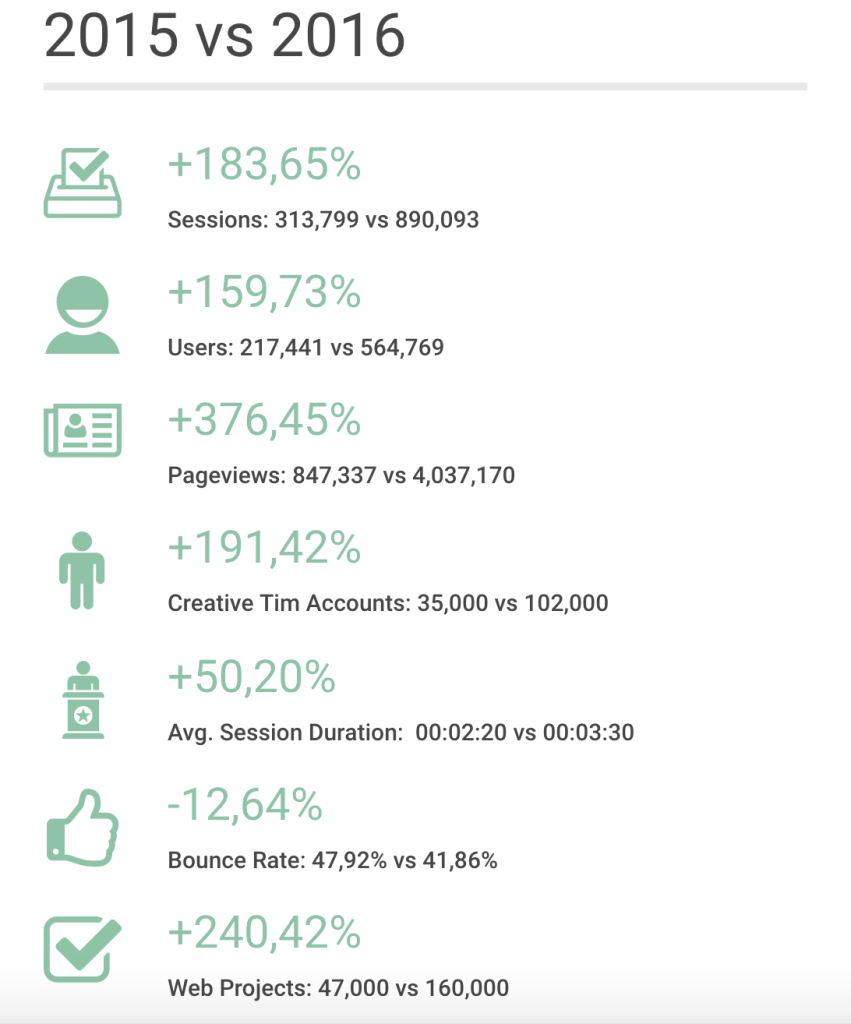 2015 vs 2016
+183,65%
Sessions: 313,799 vs 890,093
+159,73%
Users: 217,441 vs 564,769
+376,45%
Pageviews: 847,337 vs 4,037,170
+191,42%
Creative Tim Accounts: 35,000 vs 102,000
+50,20%
Avg. Session Duration:  00:02:20 vs 00:03:30
-12,64%
Bounce Rate: 47,92% vs 41,86%
+240,42%
Web Projects: 47,000 vs 160,000